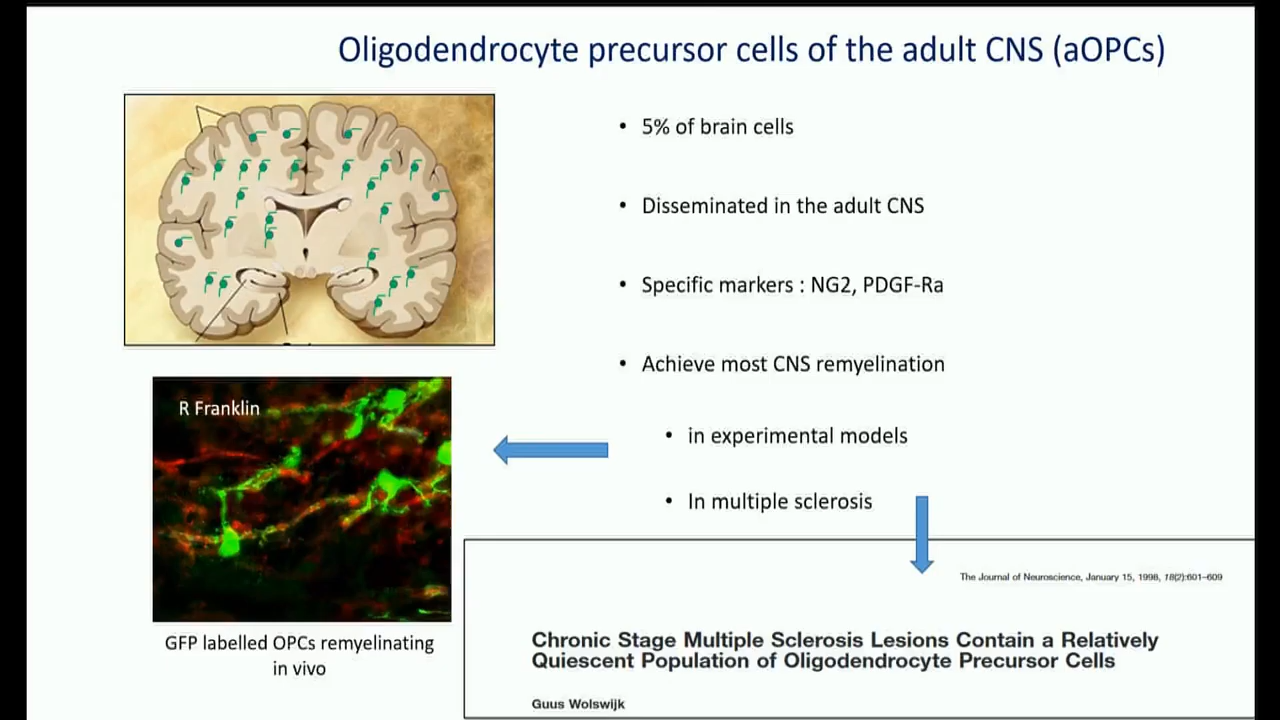 Oligodendrocyte precursor cells of the adult CNS (aOPCs)
• 5% of brain cells
• Disseminated in the adult CNS
• Specific markers : NG2, PDGF-Ra
• Achieve most CNS remyelination
• in experimental models
• In multiple sclerosis
R Franklin
GFP labelled OPCs remyelinating
in vivo
The Journal of Neuroscience, January 15, 1998, 18(2):601–609
Chronic Stage Multiple Sclerosis Lesions Contain a Relatively
Quiescent Population of Oligodendrocyte Precursor Cells
Guus Wolswijk